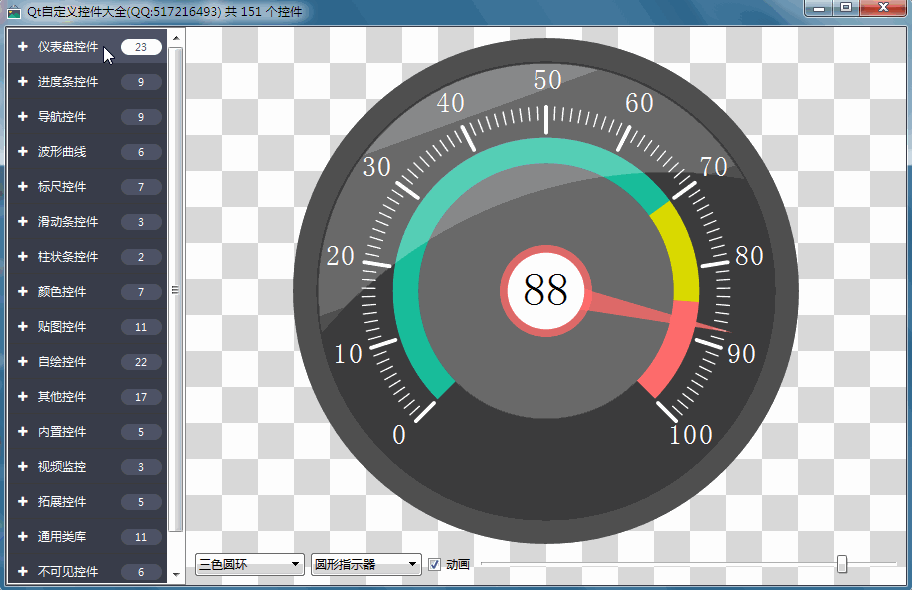 Qt自定义控件大全(QQ:517216493) 共 151 个控件
仪表盘控件 23
进度条控件 9
导航控件 9
波形曲线 6
标尺控件 7
滑动条控件 3
柱状条控件 2
颜色控件 7
贴图控件 11
自绘控件 22
其他控件 17
内置控件 5
视频监控 3
拓展控件 5
通用类库 11
不可见控件 6
0
10
20
30
40
50
60
70
80
90
100
88
三色圆环
圆形指示器
动画